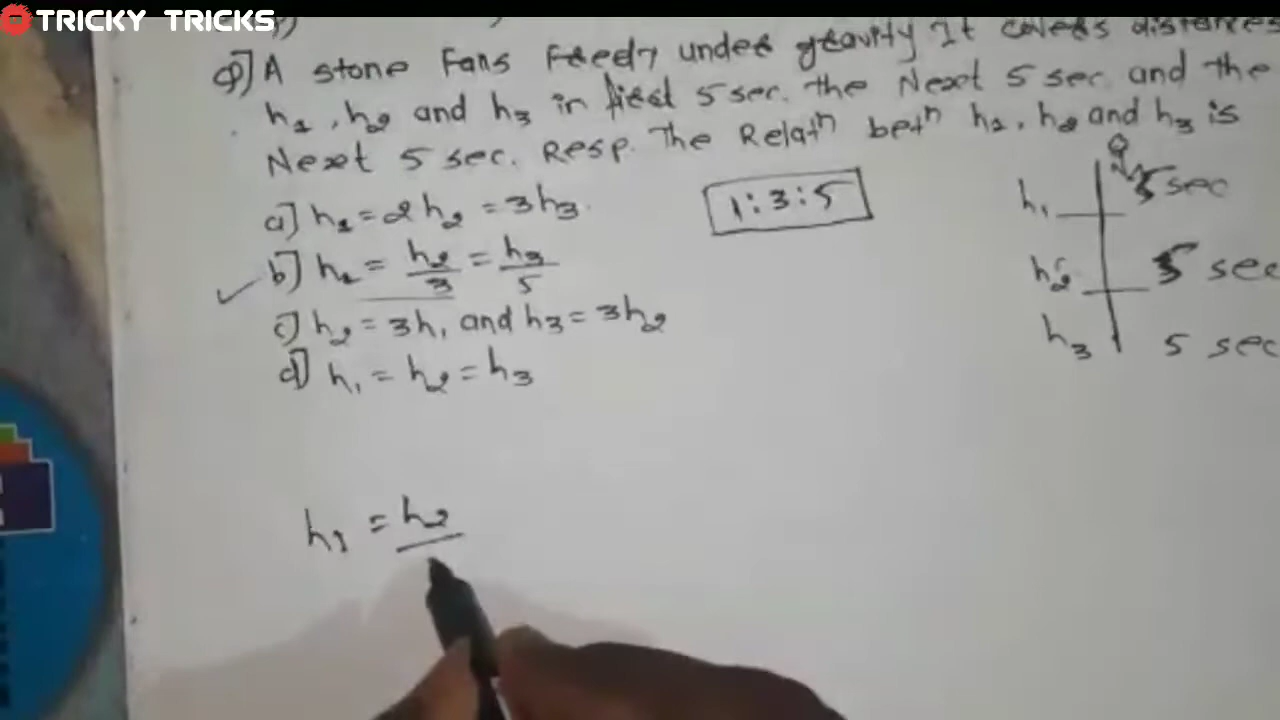 TRICKY TRICKS
Q] A stone Falls Freely under gravity It covers distances
h1, h2 and h3 in first 5 sec. the Next 5 sec. and the
Next 5 sec. Resp. The Relatn betn h1, h2 and h3 is
a] h1 = 2h2 = 3h3.
1:3:5
b] h1 = h2/3 = h3/5
c] h2 = 3h1 and h3 = 3h2
d] h1 = h2 = h3
h1 5 sec
h2 5 sec
h3 5 sec
h1 = h2